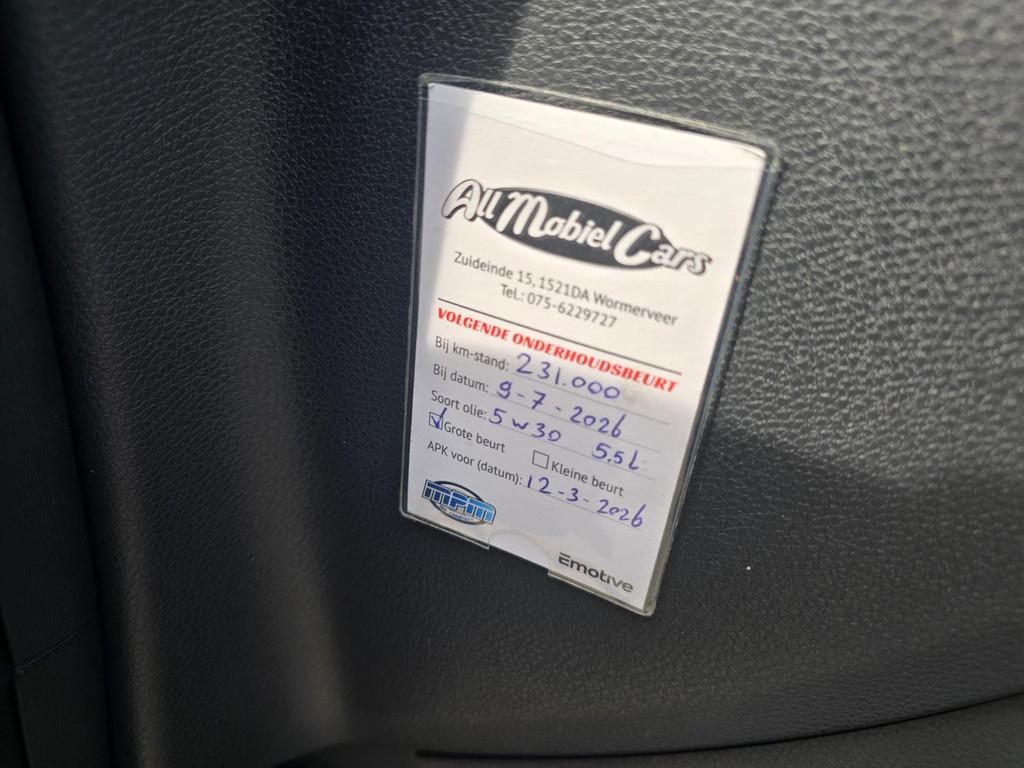 All Mobiel Cars
Zuideinde 15, 1521DA Wormerveer
Tel.: 075-6229727
VOLGENDE ONDERHOUDSBEURT
Bij km-stand: 231.000
Bij datum: 9-7-2026
Soort olie: 5w30 5.5L
Grote beurt Kleine beurt
APK voor (datum): 12-3-2026
MPM
Emotive